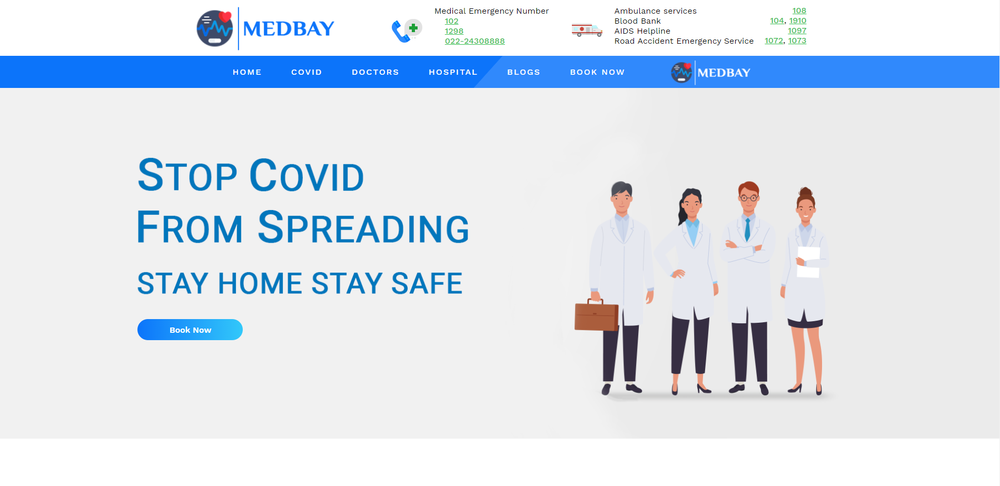 MEDBAY
Medical Emergency Number
102
1298
022-24308888
Ambulance services 108
Blood Bank 104, 1910
AIDS Helpline 1097
Road Accident Emergency Service 1072, 1073
HOME COVID DOCTORS HOSPITAL BLOGS BOOK NOW MEDBAY
STOP COVID
FROM SPREADING
STAY HOME STAY SAFE
Book Now